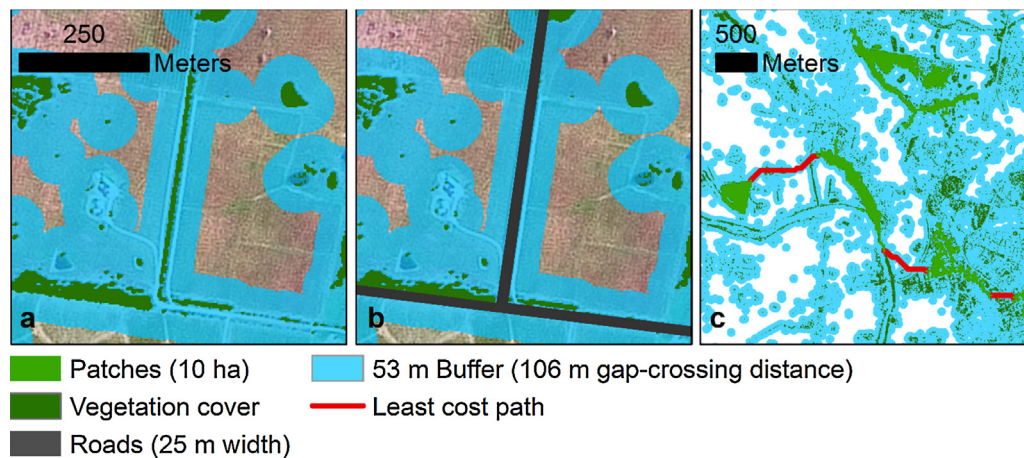 250
Meters
a
b
500
Meters
c
Patches (10 ha)
53 m Buffer (106 m gap-crossing distance)
Vegetation cover
Least cost path
Roads (25 m width)